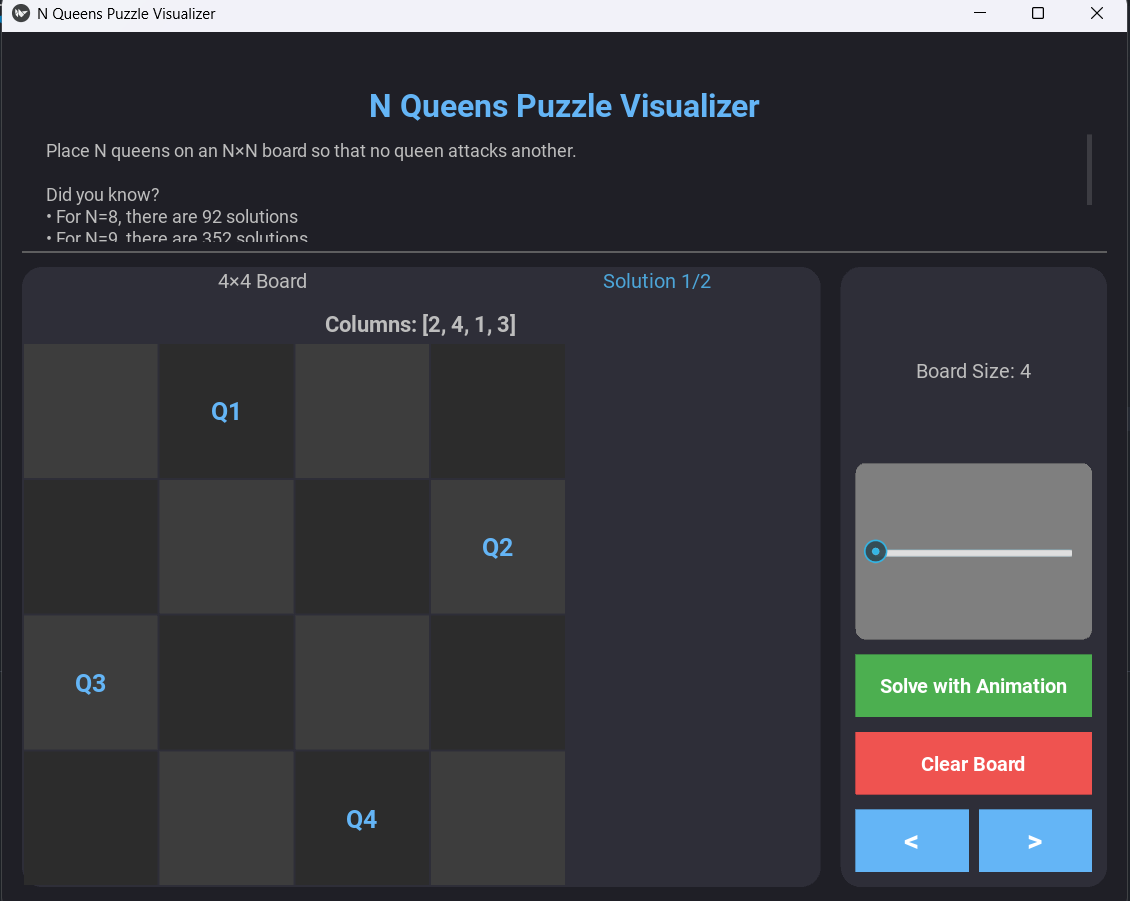 N Queens Puzzle Visualizer
N Queens Puzzle Visualizer
Place N queens on an N×N board so that no queen attacks another.
Did you know?
• For N=8, there are 92 solutions
• For N=9, there are 352 solutions
4×4 Board
Solution 1/2
Columns: [2, 4, 1, 3]
Q1
Q2
Q3
Q4
Board Size: 4
Solve with Animation
Clear Board
<
>